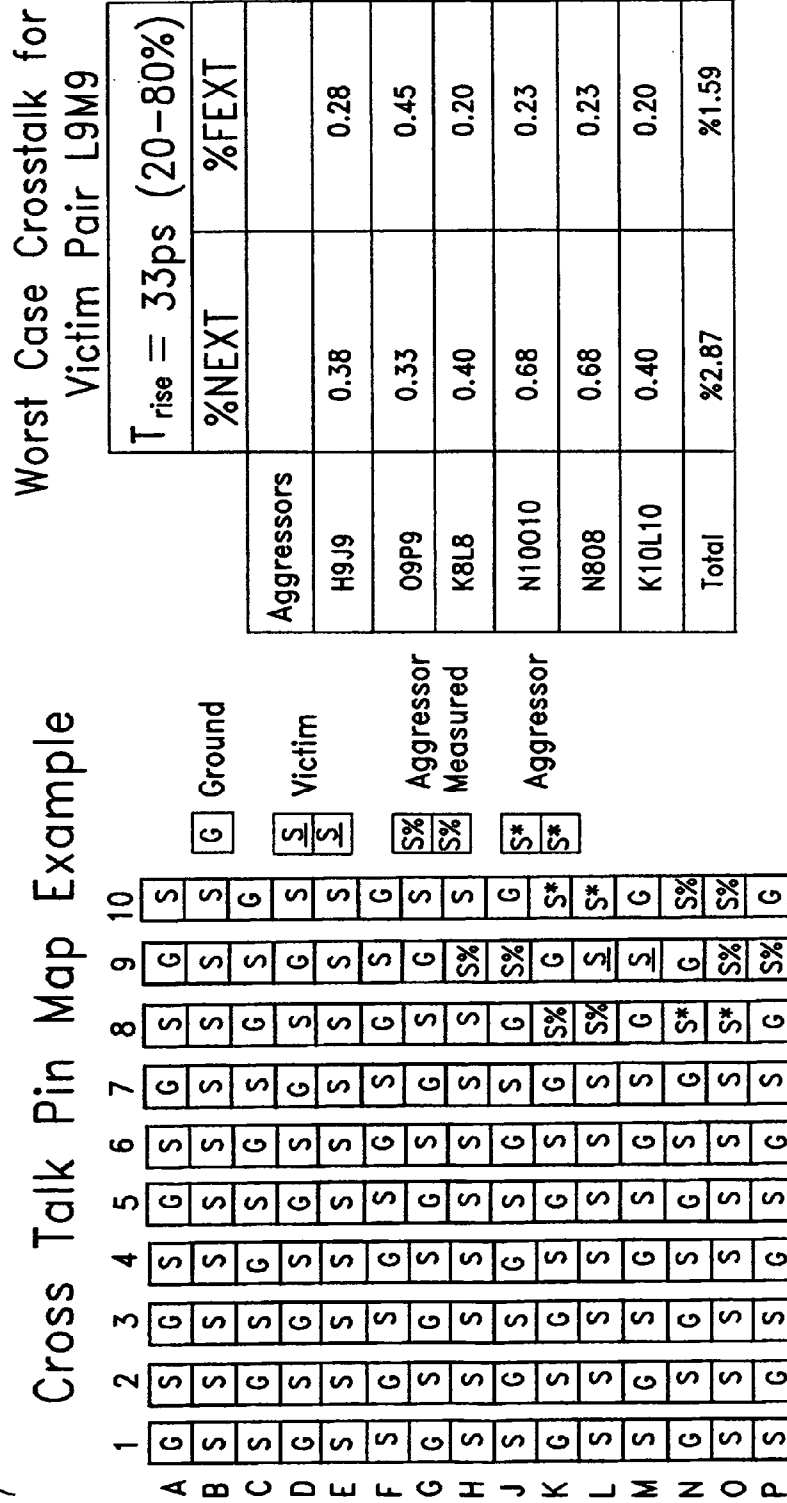 Cross Talk Pin Map Example
1 2 3 4 5 6 7 8 9 10
A G S G S G S G S G S
B S S S S S S S S S S
C S G S G S G S G S G
D G S G S G S G S G S
E S S S S S S S S S S
F S G S G S G S G S G
G G S G S G S G S G S
H S S S S S S S S S% S
J S G S G S G S G S% G
K G S G S G S G S% G S*
L S S S S S S S S% S S*
M S G S G S G S G S G
N G S G S G S G S* G S%
O S S S S S S S S* S% S%
P S G S G S G S G S% G
G Ground
S
S
Victim
S%
S%
Aggressor
Measured
S*
S*
Aggressor
Worst Case Crosstalk for
Victim Pair L9M9
Trise = 33ps (20-80%)
%NEXT %FEXT
Aggressors
H9J9 0.38 0.28
O9P9 0.33 0.45
K8L8 0.40 0.20
N10O10 0.68 0.23
N8O8 0.68 0.23
K10L10 0.40 0.20
Total %2.87 %1.59